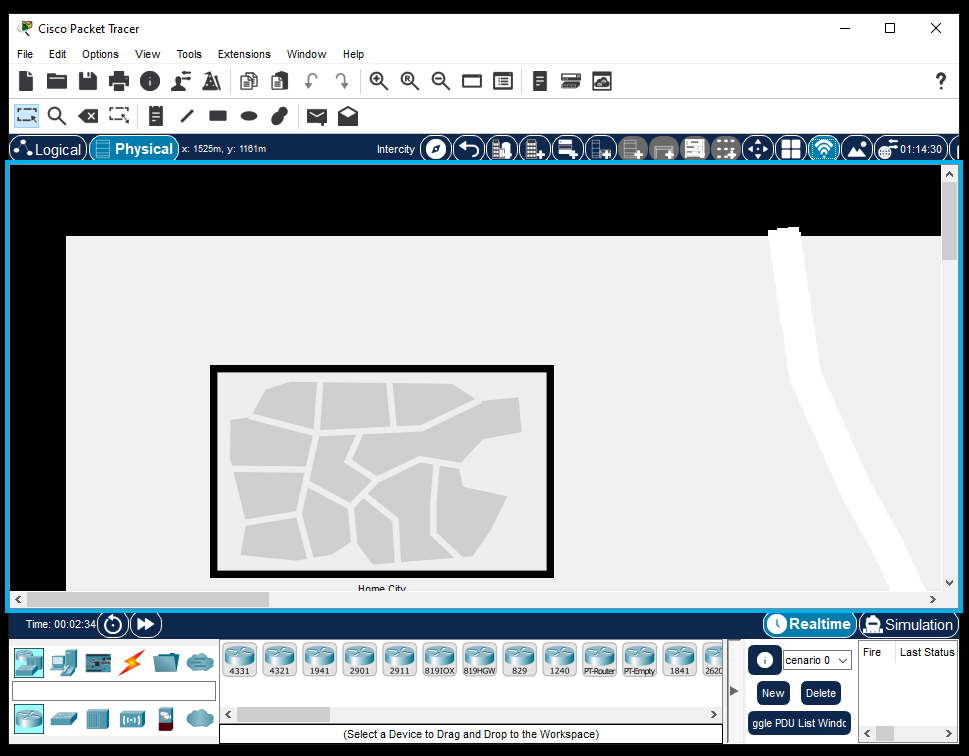 Cisco Packet Tracer
File Edit Options View Tools Extensions Window Help
Logical Physical x: 1525m, y: 1161m Intercity 01:14:30
Home City
Time: 00:02:34 Realtime Simulation
4331 4321 1941 2901 2911 819IOX 819HGW 829 1240 PT-Router PT-Empty 1841 2620
(Select a Device to Drag and Drop to the Workspace)
cenario 0
New Delete
ggle PDU List Windo
Fire Last Status